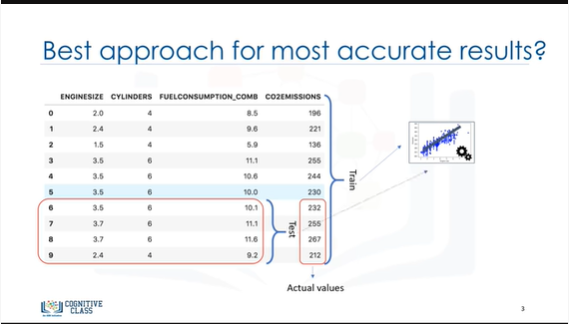 Best approach for most accurate results?
ENGINESIZE CYLINDERS FUELCONSUMPTION_COMB CO2EMISSIONS
0 2.0 4 8.5 196
1 2.4 4 9.6 221
2 1.5 4 5.9 136
3 3.5 6 11.1 255
4 3.5 6 10.6 244
5 3.5 6 10.0 230
6 3.5 6 10.1 232
7 3.7 6 11.1 255
8 3.7 6 11.6 267
9 2.4 4 9.2 212
Train
Test
Actual values
COGNITIVE
CLASS
3